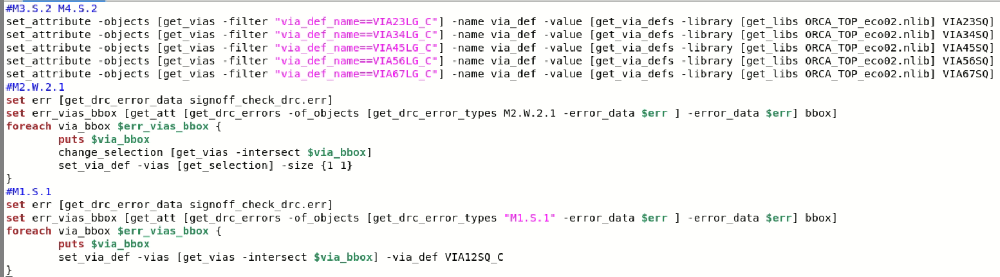 #M3.S.2 M4.S.2
set_attribute -objects [get_vias -filter "via_def_name==VIA23LG_C"] -name via_def -value [get_via_defs -library [get_libs ORCA_TOP_eco02.nlib] VIA23SQ]
set_attribute -objects [get_vias -filter "via_def_name==VIA34LG_C"] -name via_def -value [get_via_defs -library [get_libs ORCA_TOP_eco02.nlib] VIA34SQ]
set_attribute -objects [get_vias -filter "via_def_name==VIA45LG_C"] -name via_def -value [get_via_defs -library [get_libs ORCA_TOP_eco02.nlib] VIA45SQ]
set_attribute -objects [get_vias -filter "via_def_name==VIA56LG_C"] -name via_def -value [get_via_defs -library [get_libs ORCA_TOP_eco02.nlib] VIA56SQ]
set_attribute -objects [get_vias -filter "via_def_name==VIA67LG_C"] -name via_def -value [get_via_defs -library [get_libs ORCA_TOP_eco02.nlib] VIA67SQ]
#M2.W.2.1
set err [get_drc_error_data signoff_check_drc.err]
set err_vias_bbox [get_att [get_drc_errors -of_objects [get_drc_error_types M2.W.2.1 -error_data $err ] -error_data $err] bbox]
foreach via_bbox $err_vias_bbox {
        puts $via_bbox
        change_selection [get_vias -intersect $via_bbox]
        set_via_def -vias [get_selection] -size {1 1}
}
#M1.S.1
set err [get_drc_error_data signoff_check_drc.err]
set err_vias_bbox [get_att [get_drc_errors -of_objects [get_drc_error_types "M1.S.1" -error_data $err ] -error_data $err] bbox]
foreach via_bbox $err_vias_bbox {
        puts $via_bbox
        set_via_def -vias [get_vias -intersect $via_bbox] -via_def VIA12SQ_C
}